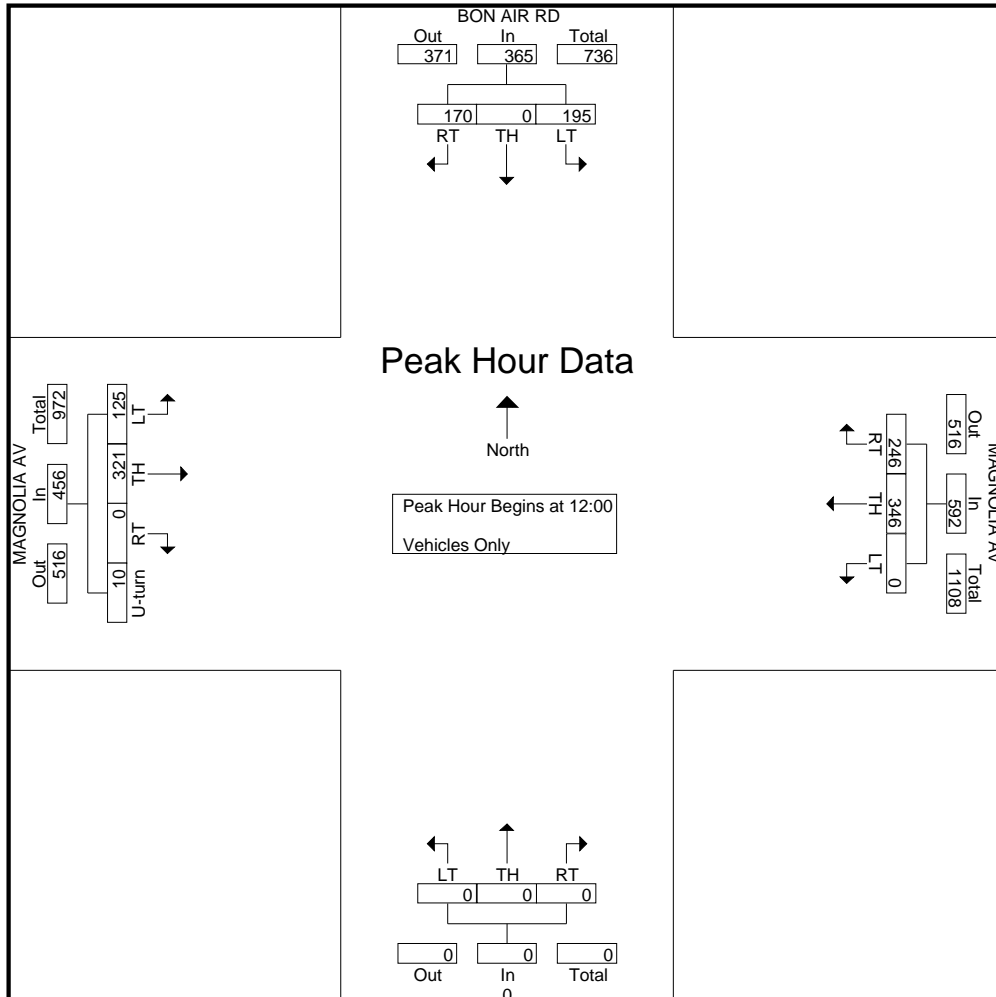 BON AIR RD
Out In Total
371 365 736
170 0 195
RT TH LT
Peak Hour Data
North
Peak Hour Begins at 12:00
Vehicles Only
MAGNOLIA AV
Total In Out
972 456 516
125 321 0 10
LT TH RT U-turn
MAGNOLIA AV
Out In Total
516 592 1108
246 346 0
RT TH LT
LT TH RT
0 0 0
0 0 0
Out In Total
0